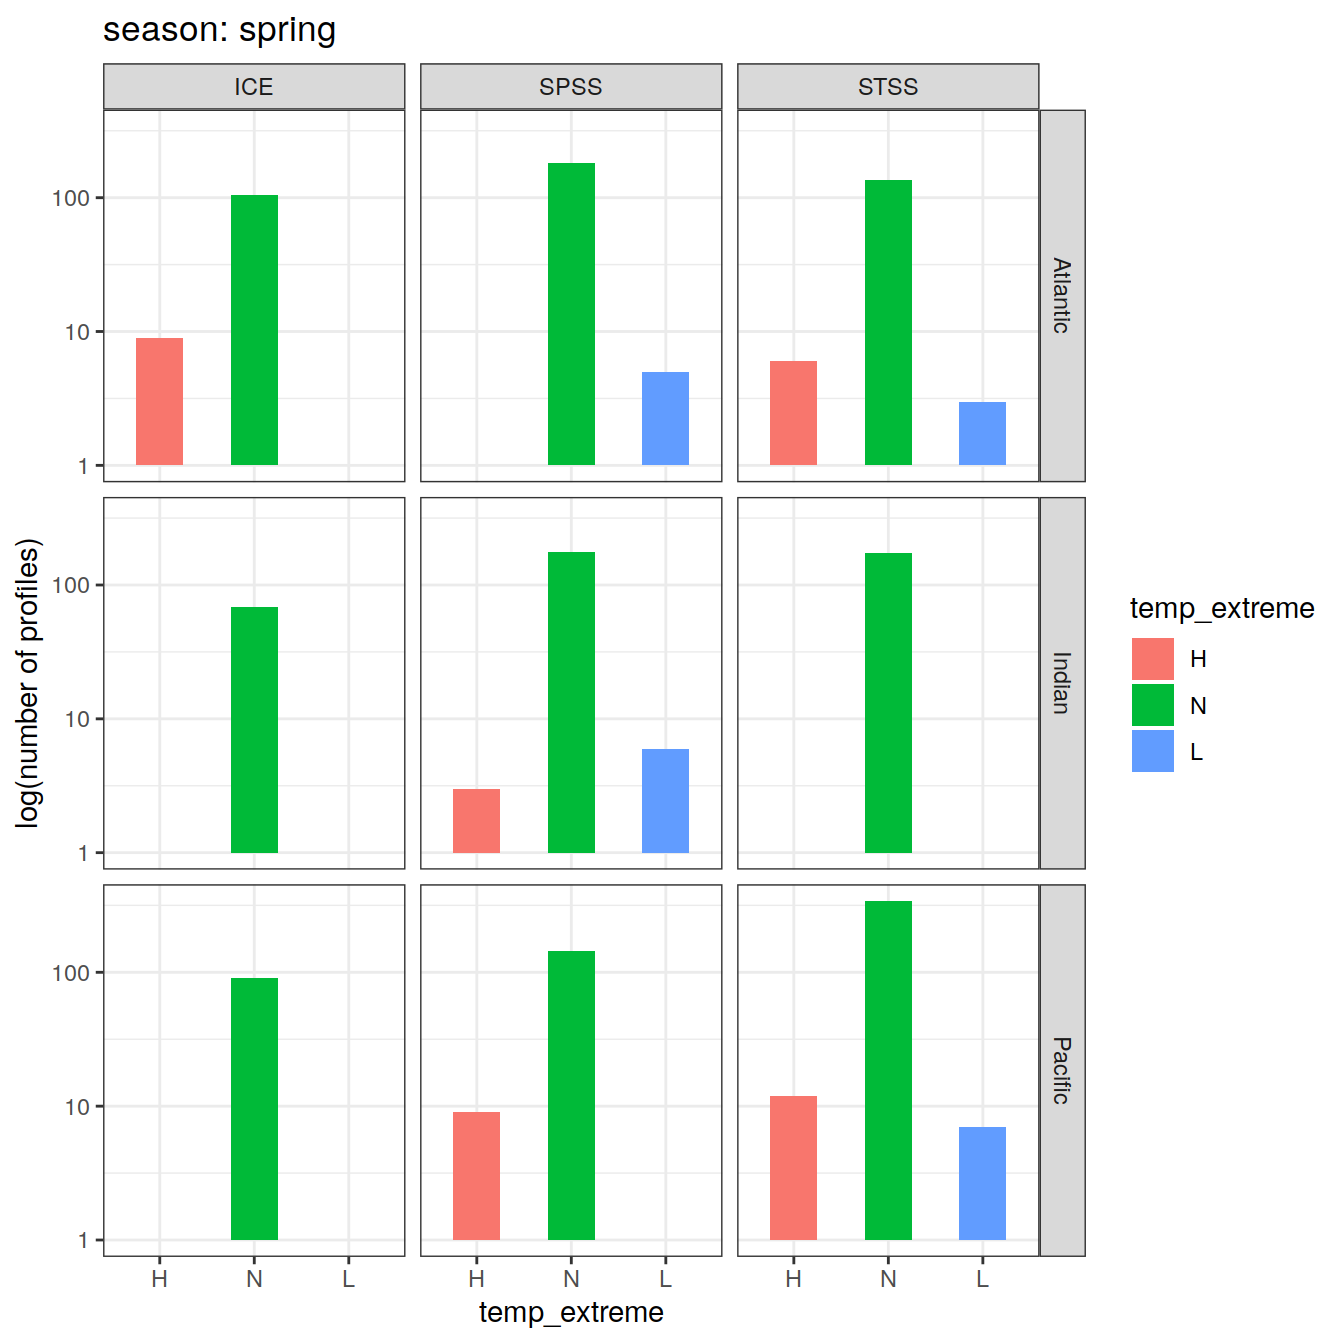 season: spring
ICE SPSS STSS
100
10
1
Atlantic
100
10
1
Indian
100
10
1
Pacific
H N L H N L H N L
temp_extreme
log(number of profiles)
temp_extreme
H
N
L